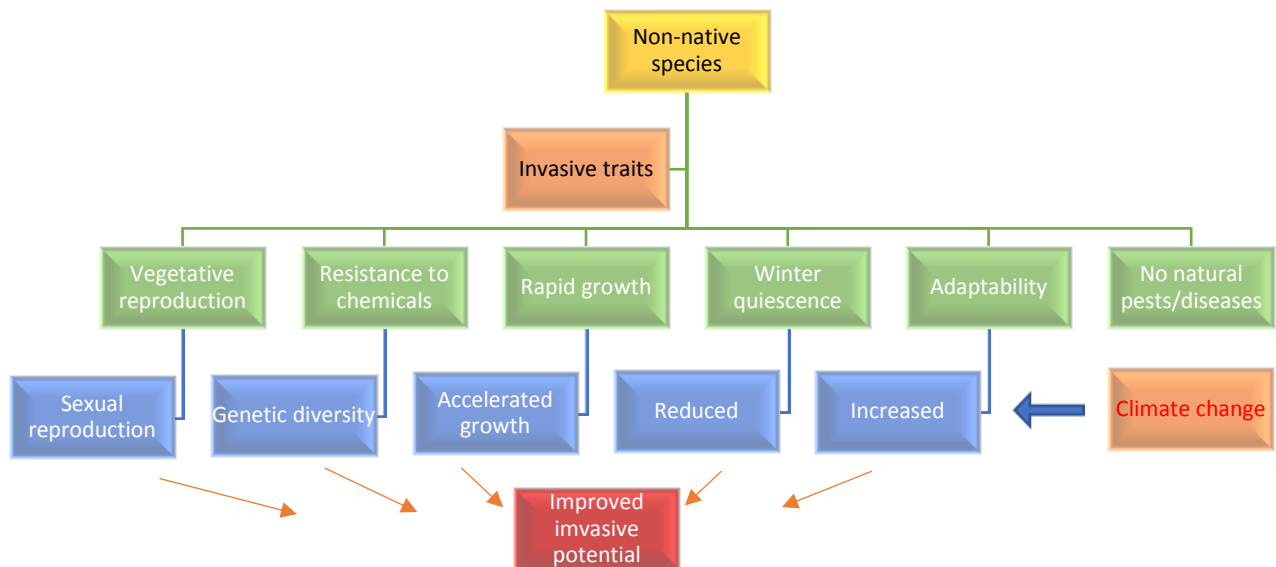 Non-native
species
Invasive traits
Vegetative
reproduction
Resistance to
chemicals
Rapid growth
Winter
quiescence
Adaptability
No natural
pests/diseases
Sexual
reproduction
Genetic diversity
Accelerated
growth
Reduced
Increased
Climate change
Improved
imvasive
potential